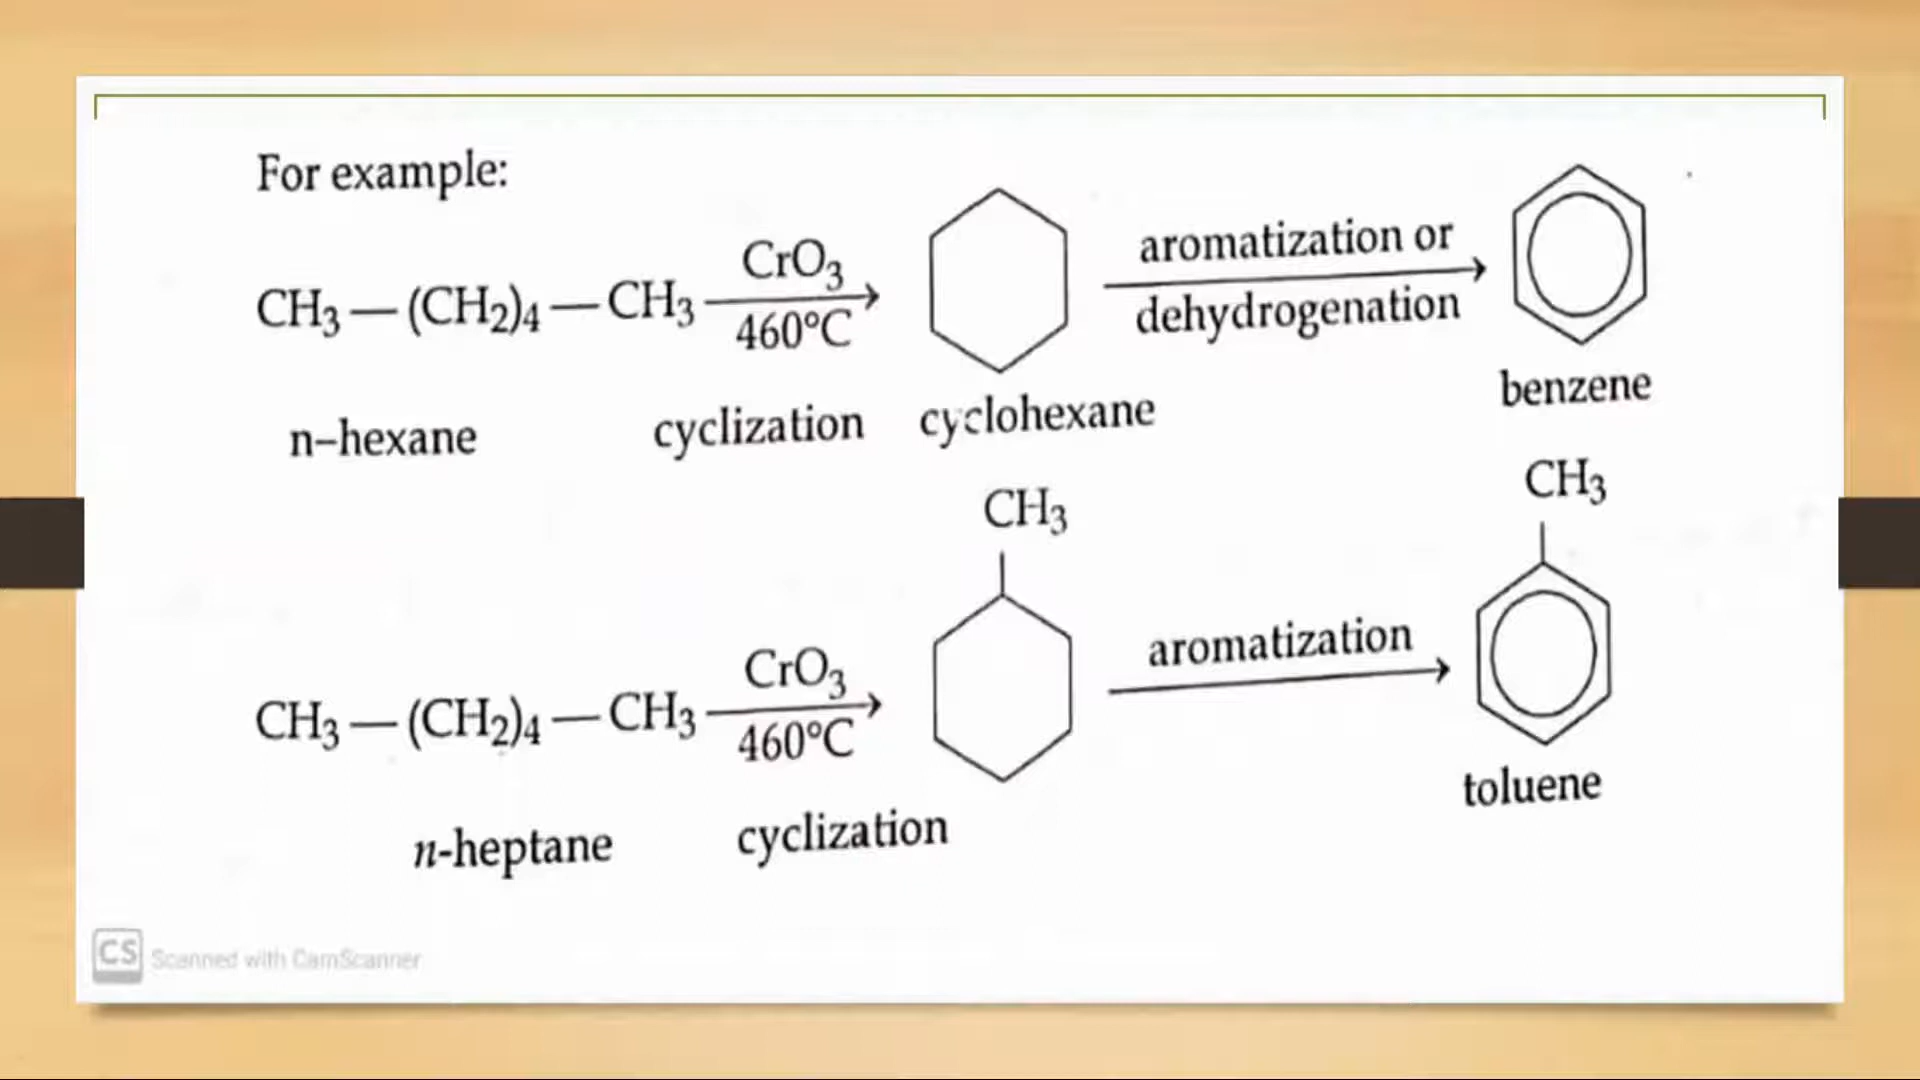 For example:
CH₃—(CH₂)₄—CH₃ CrO₃ 460°C aromatization or dehydrogenation
n–hexane cyclization cyclohexane benzene
CH₃ CH₃
CH₃—(CH₂)₄—CH₃ CrO₃ 460°C aromatization
n-heptane cyclization toluene
CS Scanned with CamScanner